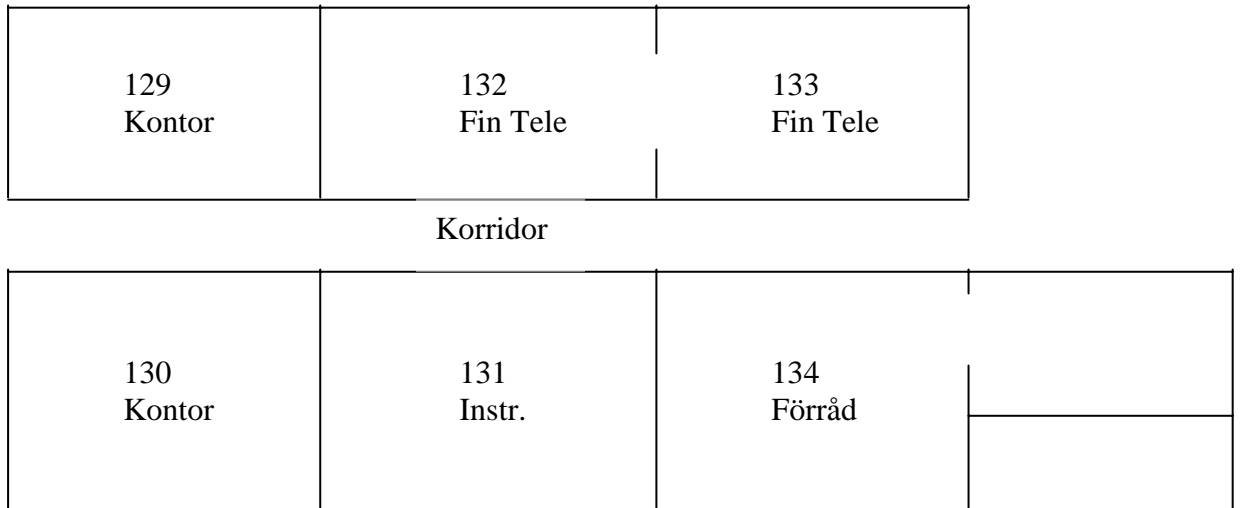 129
Kontor
132
Fin Tele
133
Fin Tele
Korridor
130
Kontor
131
Instr.
134
Förråd